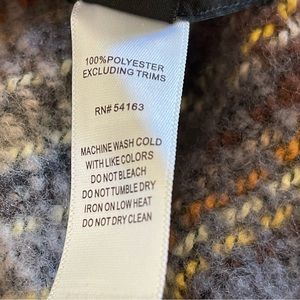 100%POLYESTER
EXCLUDING TRIMS
RN# 54163
MACHINE WASH COLD
WITH LIKE COLORS
DO NOT BLEACH
DO NOT TUMBLE DRY
IRON ON LOW HEAT
DO NOT DRY CLEAN